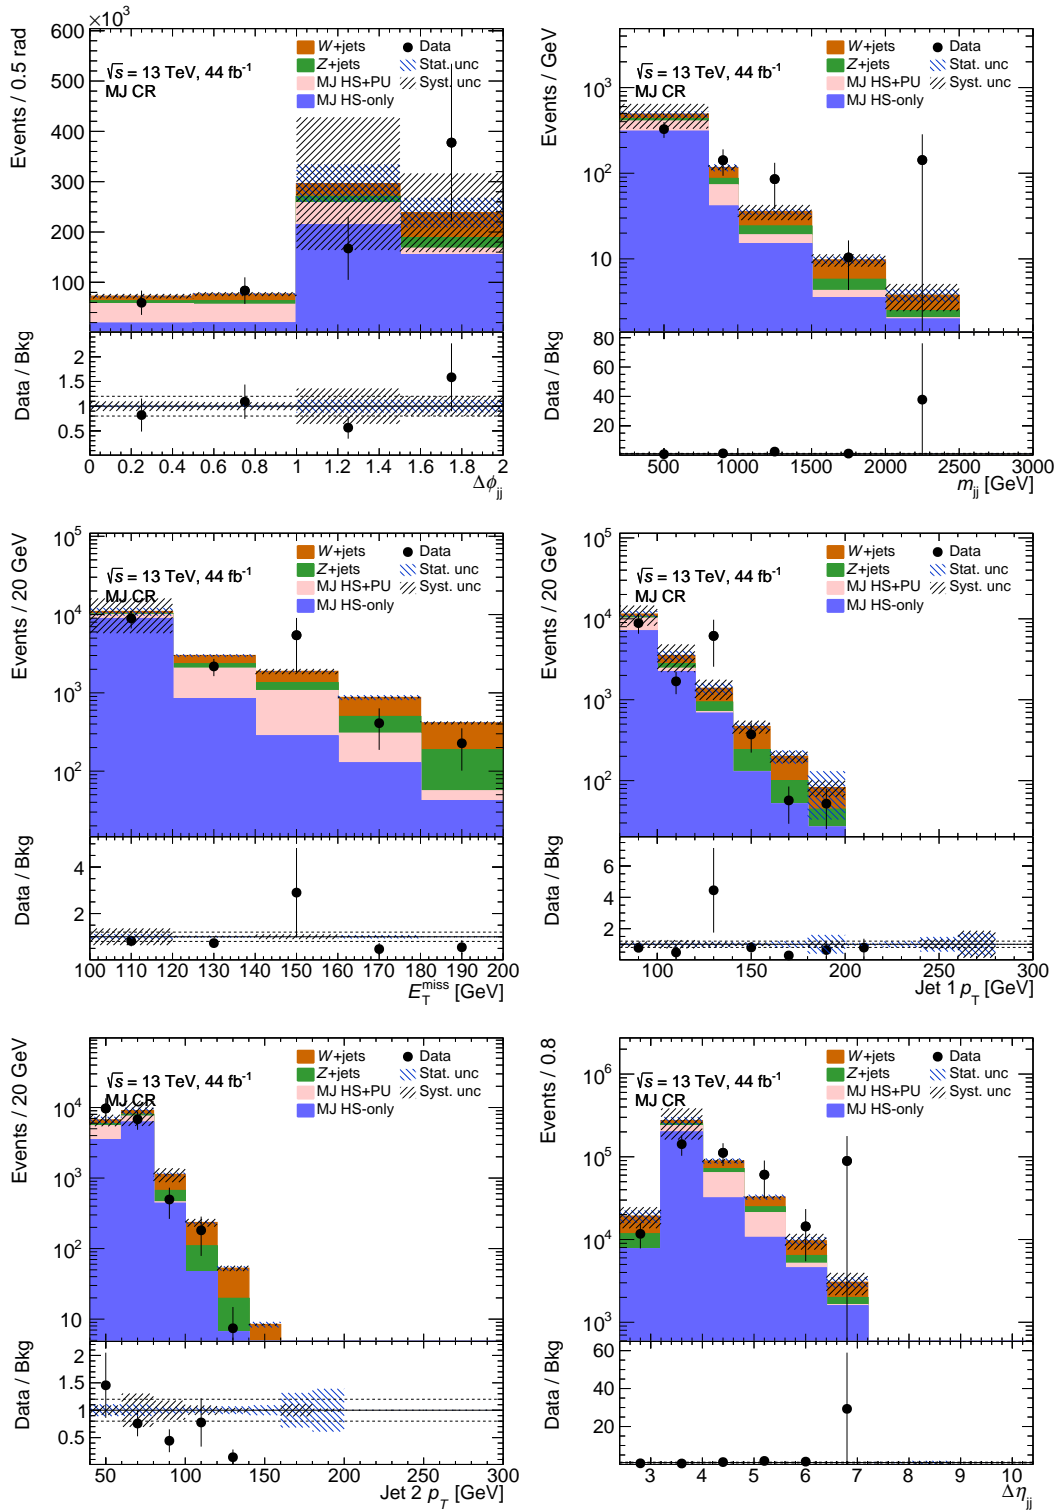 ×10³
Events / 0.5 rad
600
500
400
300
200
100
√s = 13 TeV, 44 fb⁻¹
MJ CR
W+jets
Z+jets
MJ HS+PU
MJ HS-only
Data
Stat. unc
Syst. unc
Data / Bkg
2
1.5
1
0.5
0 0.2 0.4 0.6 0.8 1 1.2 1.4 1.6 1.8 2
Δϕjj
Events / GeV
10³
10²
10
√s = 13 TeV, 44 fb⁻¹
MJ CR
W+jets
Z+jets
MJ HS+PU
MJ HS-only
Data
Stat. unc
Syst. unc
Data / Bkg
80
60
40
20
500 1000 1500 2000 2500 3000
mjj [GeV]
Events / 20 GeV
10⁵
10⁴
10³
10²
√s = 13 TeV, 44 fb⁻¹
MJ CR
W+jets
Z+jets
MJ HS+PU
MJ HS-only
Data
Stat. unc
Syst. unc
Data / Bkg
4
2
100 110 120 130 140 150 160 170 180 190 200
E_T^miss [GeV]
Events / 20 GeV
10⁵
10⁴
10³
10²
√s = 13 TeV, 44 fb⁻¹
MJ CR
W+jets
Z+jets
MJ HS+PU
MJ HS-only
Data
Stat. unc
Syst. unc
Data / Bkg
6
4
2
100 150 200 250 300
Jet 1 p_T [GeV]
Events / 20 GeV
10⁴
10³
10²
10
√s = 13 TeV, 44 fb⁻¹
MJ CR
W+jets
Z+jets
MJ HS+PU
MJ HS-only
Data
Stat. unc
Syst. unc
Data / Bkg
2
1.5
1
0.5
50 100 150 200 250 300
Jet 2 p_T [GeV]
Events / 0.8
10⁶
10⁵
10⁴
10³
√s = 13 TeV, 44 fb⁻¹
MJ CR
W+jets
Z+jets
MJ HS+PU
MJ HS-only
Data
Stat. unc
Syst. unc
Data / Bkg
60
40
20
3 4 5 6 7 8 9 10
Δηjj